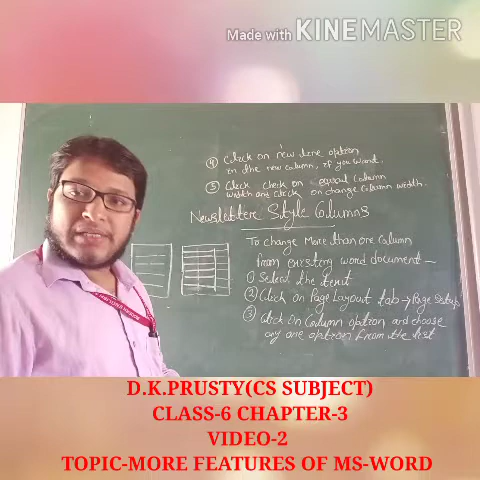 Made with KINEMASTER
④ Click on new line option
in the new column, if you want.
⑤ Click check on equal column
width and click on change column width.
Newsletter Style Columns
To change More than one column
from existing word document —
① Select the text
② Click on Page Layout tab → Page Setup
③ Click On Column option and choose
any one option from the list
D.K.PRUSTY(CS SUBJECT)
CLASS-6 CHAPTER-3
VIDEO-2
TOPIC-MORE FEATURES OF MS-WORD